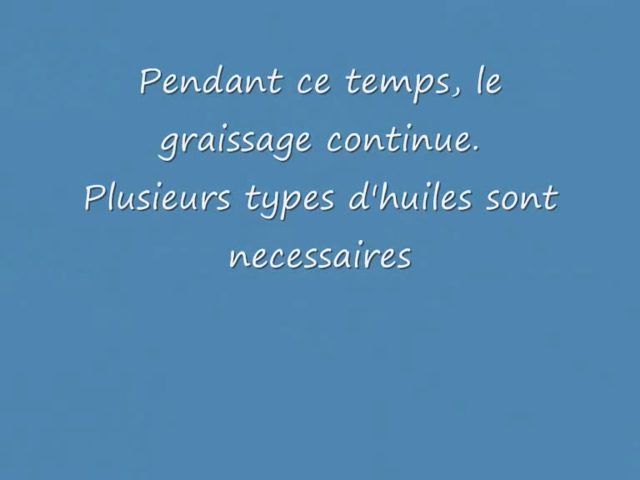 Pendant ce temps, le
graissage continue.
Plusieurs types d'huiles sont
necessaires